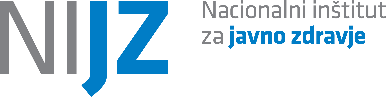 NIJZ
Nacionalni inštitut
za javno zdravje